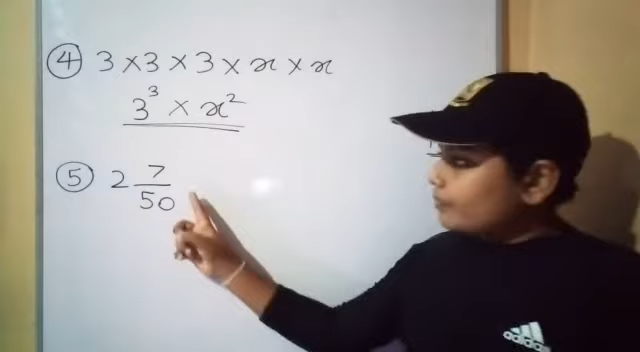 ④ 3 × 3 × 3 × x × x
3³ × x²
⑤ 2 7/50
adidas